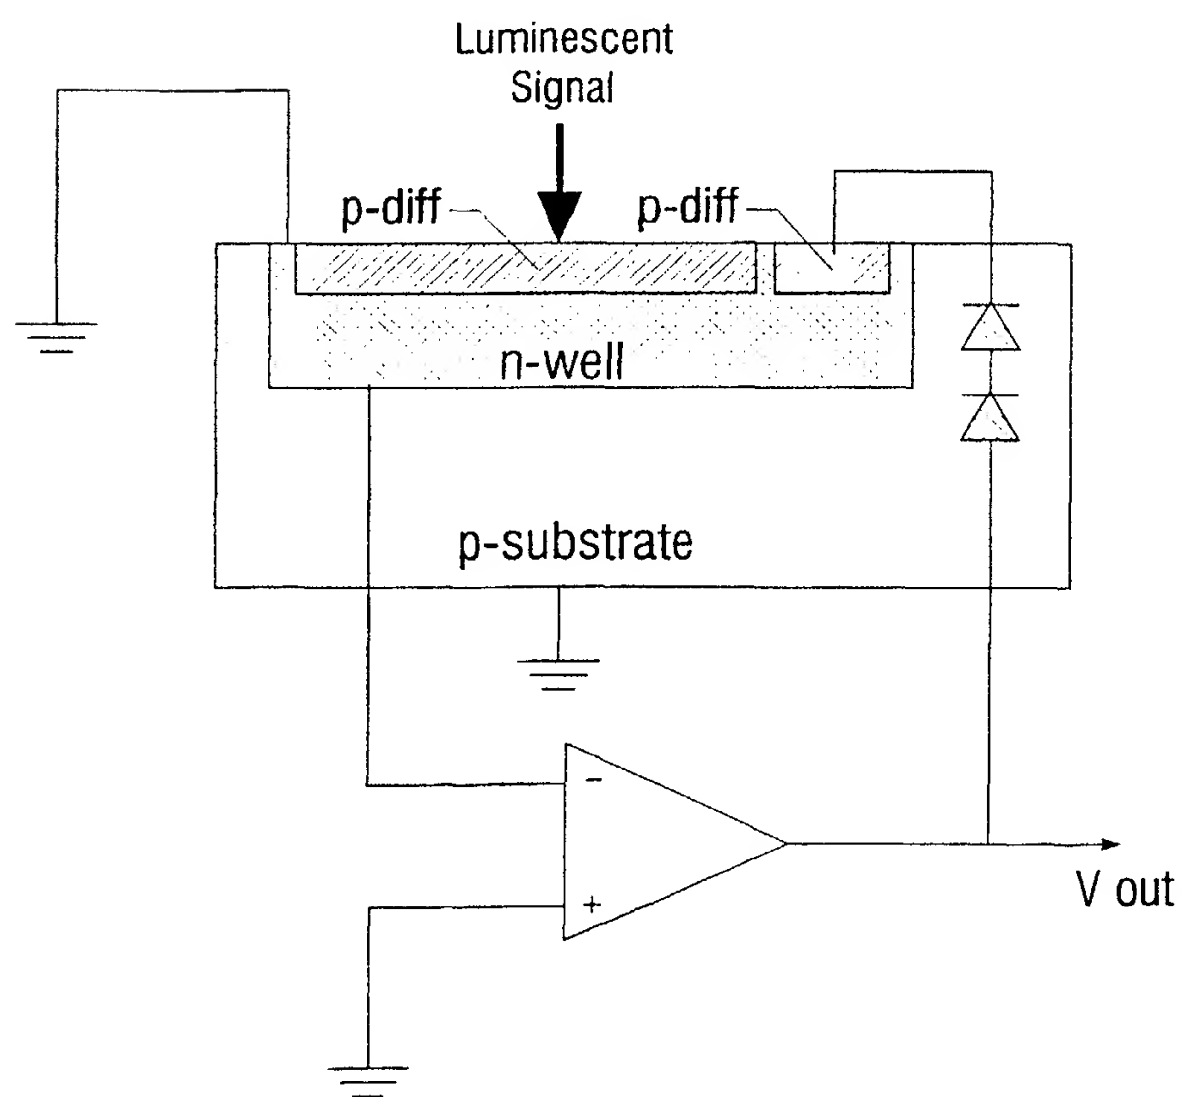 Luminescent
Signal
p-diff
p-diff
n-well
p-substrate
-
+
V out